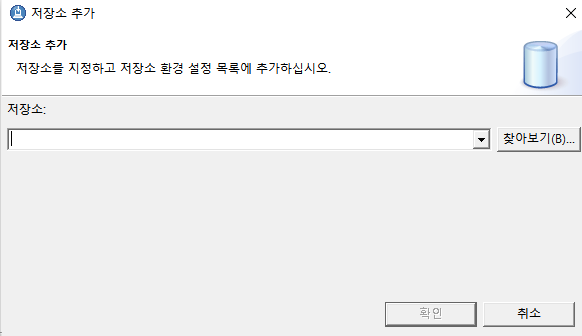 저장소 추가
저장소 추가
저장소를 지정하고 저장소 환경 설정 목록에 추가하십시오.
저장소:
찾아보기(B)...
확인
취소